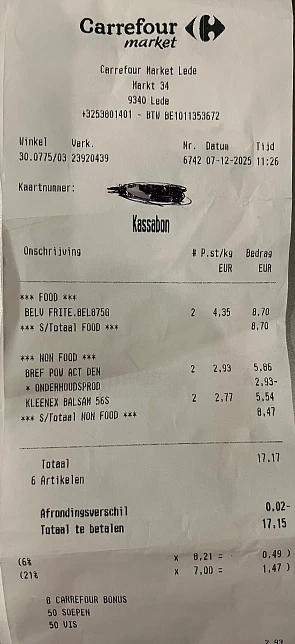 Carrefour
market
Carrefour Market Lede
Markt 34
9340 Lede
+3253801401 - BTW BE1011353672
Winkel Verk. Nr. Datum Tijd
30.0775/03 23920439 6742 07-12-2025 11:26
Kaartnummer:
Kassabon
Omschrijving # P.st/kg Bedrag
EUR EUR
*** FOOD ***
BELV FRITE.BEL875G 2 4,35 8,70
*** S/Totaal FOOD *** 8,70
*** NON FOOD ***
BREF POW ACT DEN 2 2,93 5,86
* ONDERHOUDSPROD 2,93-
KLEENEX BALSAM 56S 2 2,77 5,54
*** S/Totaal NON FOOD *** 8,47
Totaal 17.17
6 Artikelen
Afrondingsverschil 0.02-
Totaal te betalen 17.15
(6% x 8,21 = 0,49 )
(21% x 7,00 = 1,47 )
8 CARREFOUR BONUS
50 SOEPEN
50 VIS
2,93